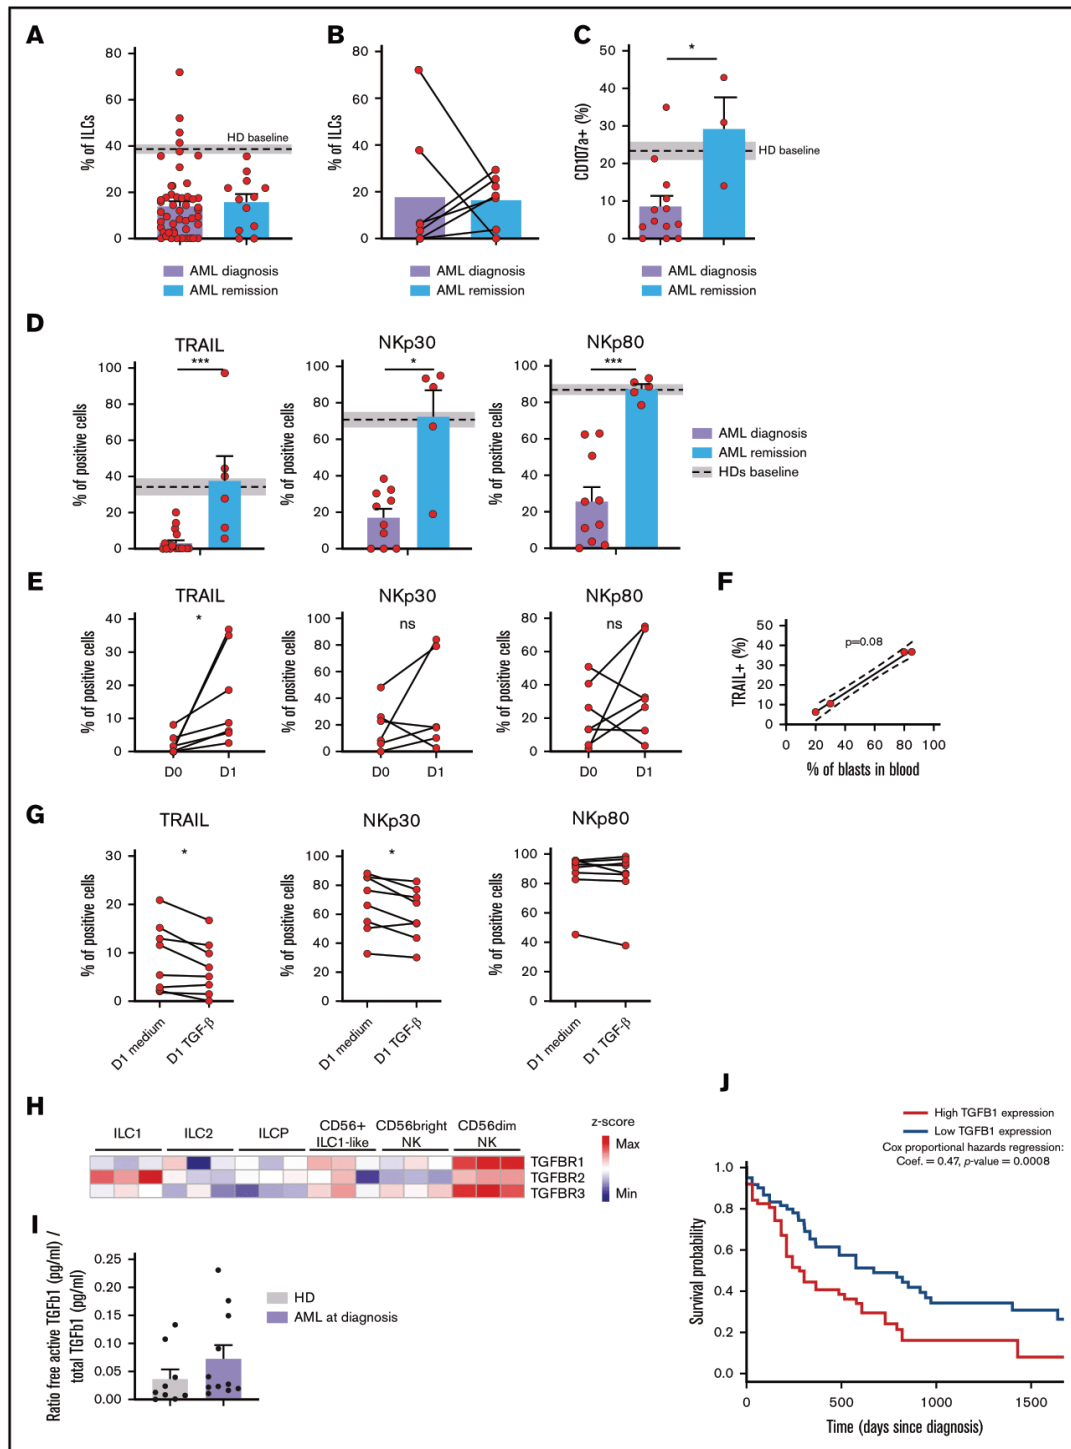 A
% of ILCs
80
60
40
20
0
HD baseline
AML diagnosis
AML remission
B
% of ILCs
80
60
40
20
0
AML diagnosis
AML remission
C
CD107a+ (%)
50
40
30
20
10
0
*
HD baseline
AML diagnosis
AML remission
D
TRAIL
% of positive cells
100
80
60
40
20
0
***
NKp30
% of positive cells
100
80
60
40
20
0
*
NKp80
% of positive cells
100
80
60
40
20
0
***
AML diagnosis
AML remission
HDs baseline
E
TRAIL
% of positive cells
40
30
20
10
0
*
D0 D1
NKp30
% of positive cells
100
80
60
40
20
0
ns
D0 D1
NKp80
% of positive cells
80
60
40
20
0
ns
D0 D1
F
TRAIL+ (%)
50
40
30
20
10
0
p=0.08
0 20 40 60 80 100
% of blasts in blood
G
TRAIL
% of positive cells
30
20
10
0
*
D1 medium
D1 TGF-β
NKp30
% of positive cells
100
80
60
40
20
0
*
D1 medium
D1 TGF-β
NKp80
% of positive cells
100
80
60
40
20
0
D1 medium
D1 TGF-β
H
ILC1 ILC2 ILCP CD56+ ILC1-like CD56bright NK CD56dim NK
TGFBR1
TGFBR2
TGFBR3
z-score
Max
Min
I
Ratio free active TGFb1 (pg/ml) /
total TGFb1 (pg/ml)
0.25
0.20
0.15
0.10
0.05
0.00
HD
AML at diagnosis
J
High TGFB1 expression
Low TGFB1 expression
Cox proportional hazards regression:
Coef. = 0.47, p-value = 0.0008
Survival probability
1.0
0.8
0.6
0.4
0.2
0.0
0 500 1000 1500
Time (days since diagnosis)